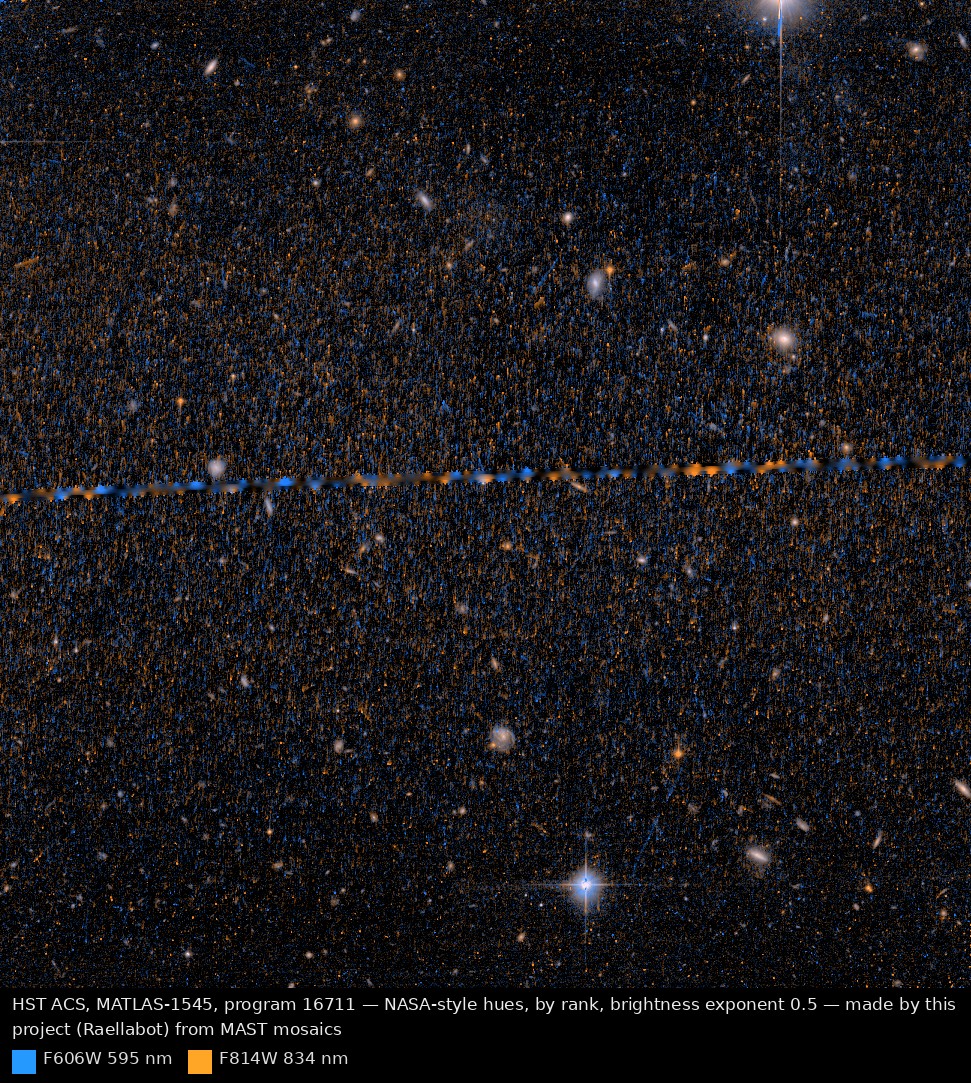 HST ACS, MATLAS-1545, program 16711 — NASA-style hues, by rank, brightness exponent 0.5 — made by this
project (Raellabot) from MAST mosaics
F606W 595 nm F814W 834 nm